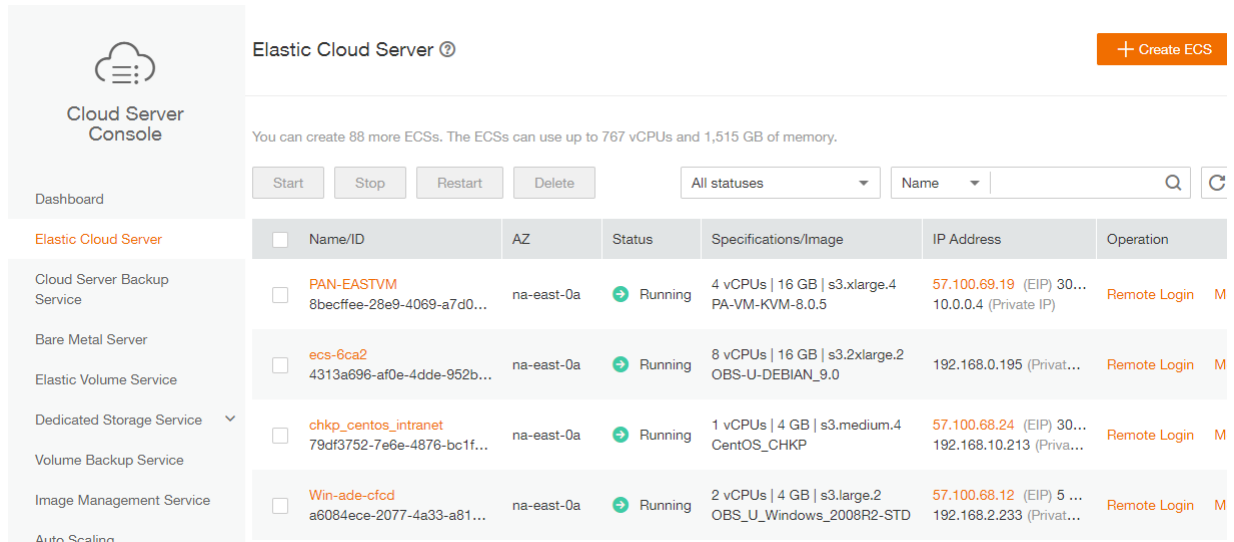 Cloud Server
Console
Dashboard
Elastic Cloud Server
Cloud Server Backup
Service
Bare Metal Server
Elastic Volume Service
Dedicated Storage Service
Volume Backup Service
Image Management Service
Auto Scaling
Elastic Cloud Server ?
+ Create ECS
You can create 88 more ECSs. The ECSs can use up to 767 vCPUs and 1,515 GB of memory.
Start Stop Restart Delete All statuses Name
Name/ID AZ Status Specifications/Image IP Address Operation
PAN-EASTVM 4 vCPUs | 16 GB | s3.xlarge.4 57.100.69.19 (EIP) 30...
8becffee-28e9-4069-a7d0... na-east-0a Running PA-VM-KVM-8.0.5 10.0.0.4 (Private IP) Remote Login M
ecs-6ca2 8 vCPUs | 16 GB | s3.2xlarge.2
4313a696-af0e-4dde-952b... na-east-0a Running OBS-U-DEBIAN_9.0 192.168.0.195 (Privat... Remote Login M
chkp_centos_intranet 1 vCPUs | 4 GB | s3.medium.4 57.100.68.24 (EIP) 30...
79df3752-7e6e-4876-bc1f... na-east-0a Running CentOS_CHKP 192.168.10.213 (Priva... Remote Login M
Win-ade-cfcd 2 vCPUs | 4 GB | s3.large.2 57.100.68.12 (EIP) 5 ...
a6084ece-2077-4a33-a81... na-east-0a Running OBS_U_Windows_2008R2-STD 192.168.2.233 (Privat... Remote Login M